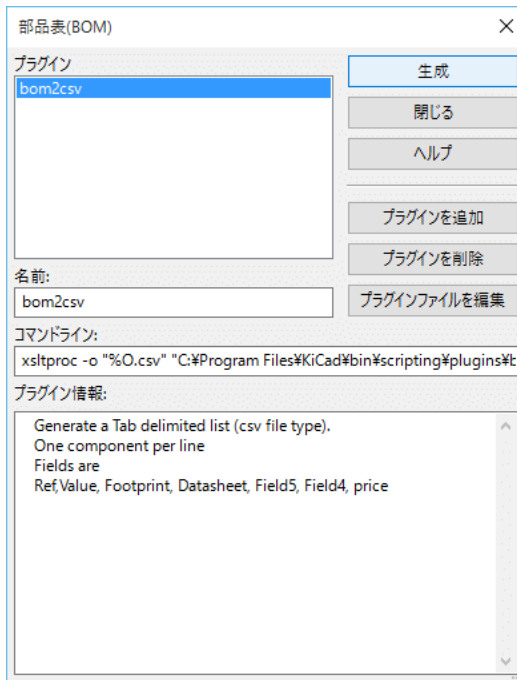 部品表(BOM)
プラグイン
bom2csv
生成
閉じる
ヘルプ
プラグインを追加
プラグインを削除
プラグインファイルを編集
名前:
bom2csv
コマンドライン:
xsltproc -o "%O.csv" "C:¥Program Files¥KiCad¥bin¥scripting¥plugins¥b
プラグイン情報:
Generate a Tab delimited list (csv file type).
One component per line
Fields are
Ref,Value, Footprint, Datasheet, Field5, Field4, price